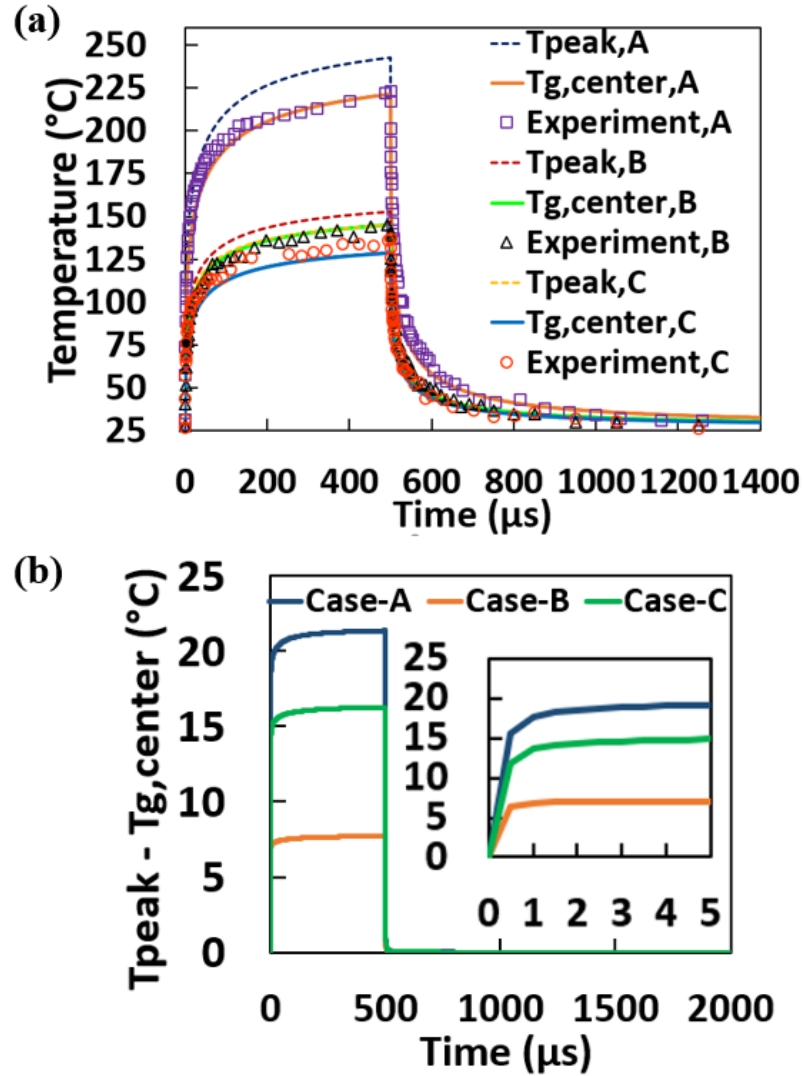 (a)
250
225
200
175
150
125
100
75
50
25
Temperature (°C)
Tpeak,A
Tg,center,A
Experiment,A
Tpeak,B
Tg,center,B
Experiment,B
Tpeak,C
Tg,center,C
Experiment,C
0 200 400 600 800 1000 1200 1400
Time (μs)
(b)
25
20
15
10
5
0
Tpeak - Tg,center (°C)
Case-A Case-B Case-C
25
20
15
10
5
0
0 1 2 3 4 5
0 500 1000 1500 2000
Time (μs)